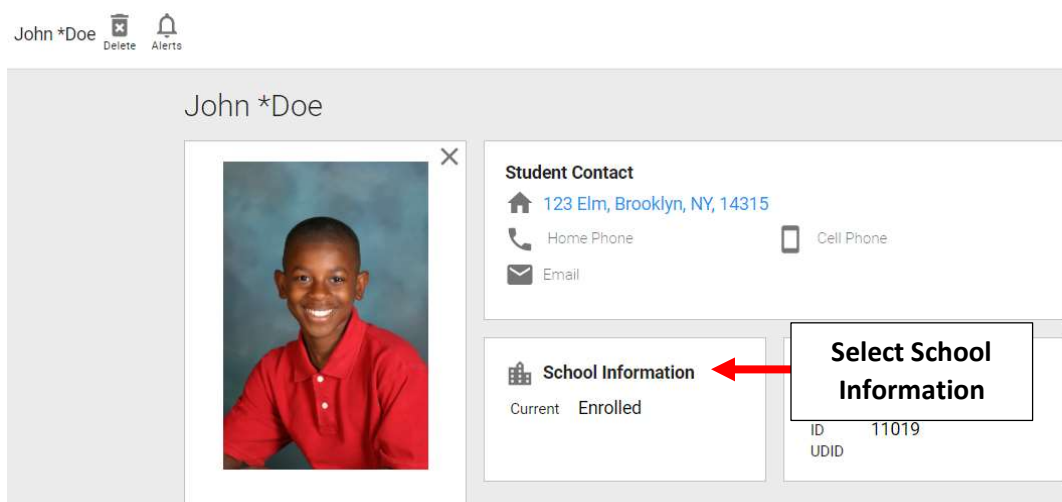 John *Doe
Delete
Alerts
John *Doe
Student Contact
123 Elm, Brooklyn, NY, 14315
Home Phone
Cell Phone
Email
School Information
Current Enrolled
Select School
Information
ID 11019
UDID